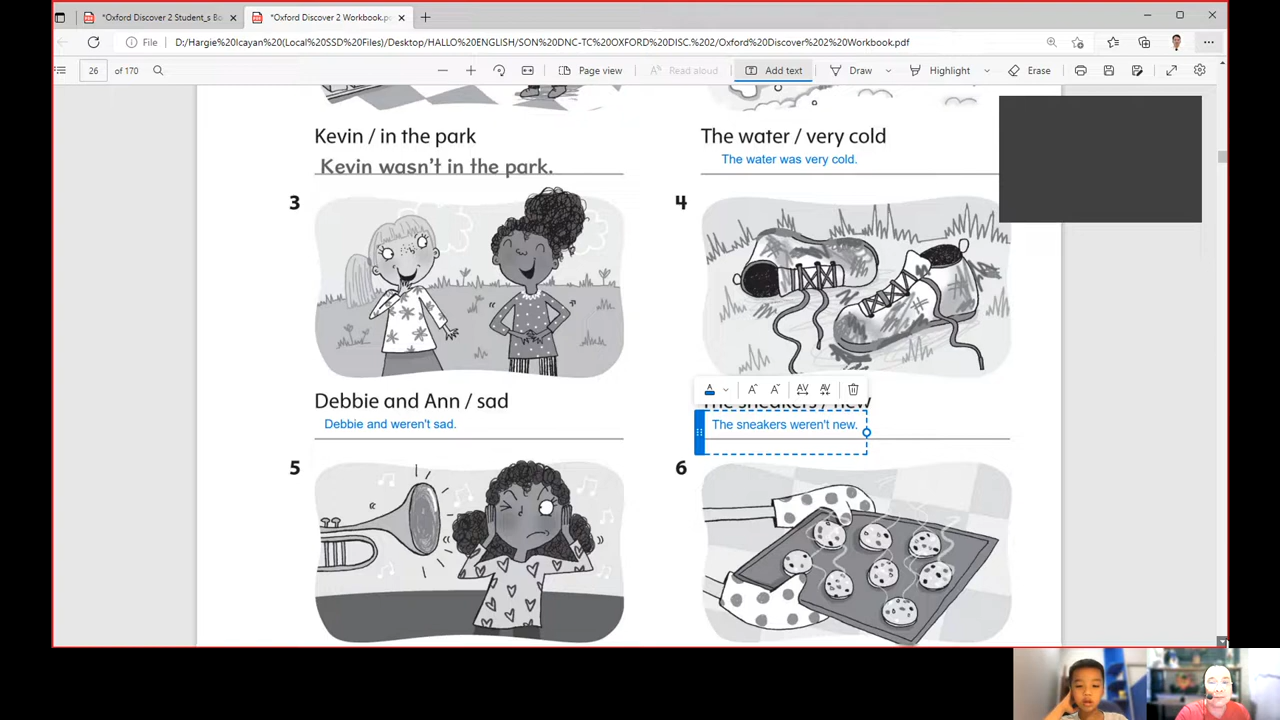 *Oxford Discover 2 Student_s Bo
*Oxford Discover 2 Workbook.p
File
D:/Hargie%20Icayan%20(Local%20SSD%20Files)/Desktop/HALLO%20ENGLISH/SON%20DNC-TC%20OXFORD%20DISC.%202/Oxford%20Discover%202%20Workbook.pdf
26 of 170
Page view
Read aloud
Add text
Draw
Highlight
Erase
Kevin / in the park
The water / very cold
Kevin wasn't in the park.
The water was very cold.
3
4
Debbie and Ann / sad
The sneakers / new
Debbie and weren't sad.
The sneakers weren't new.
5
6